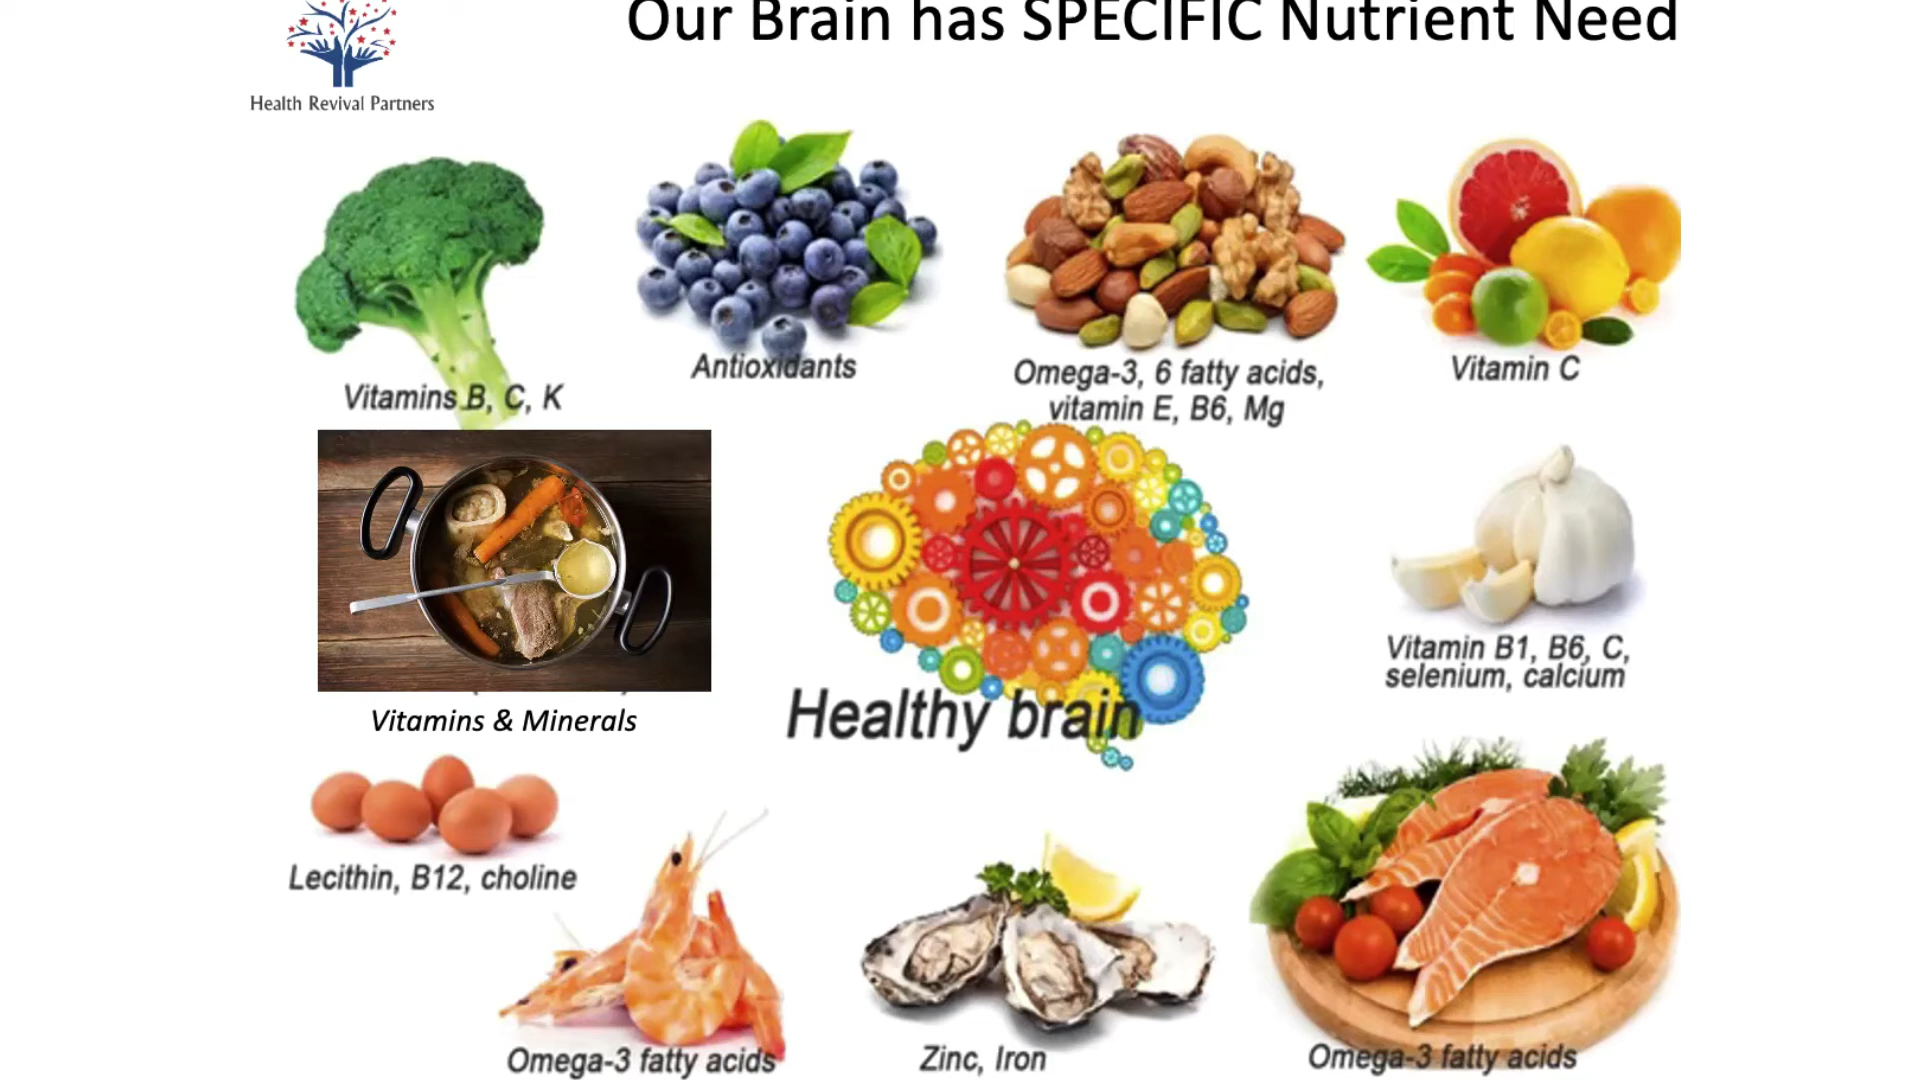 Our Brain has SPECIFIC Nutrient Need
Health Revival Partners
Vitamins B, C, K
Antioxidants
Omega-3, 6 fatty acids,
vitamin E, B6, Mg
Vitamin C
Vitamins & Minerals
Healthy brain
Vitamin B1, B6, C,
selenium, calcium
Lecithin, B12, choline
Omega-3 fatty acids
Zinc, Iron
Omega-3 fatty acids